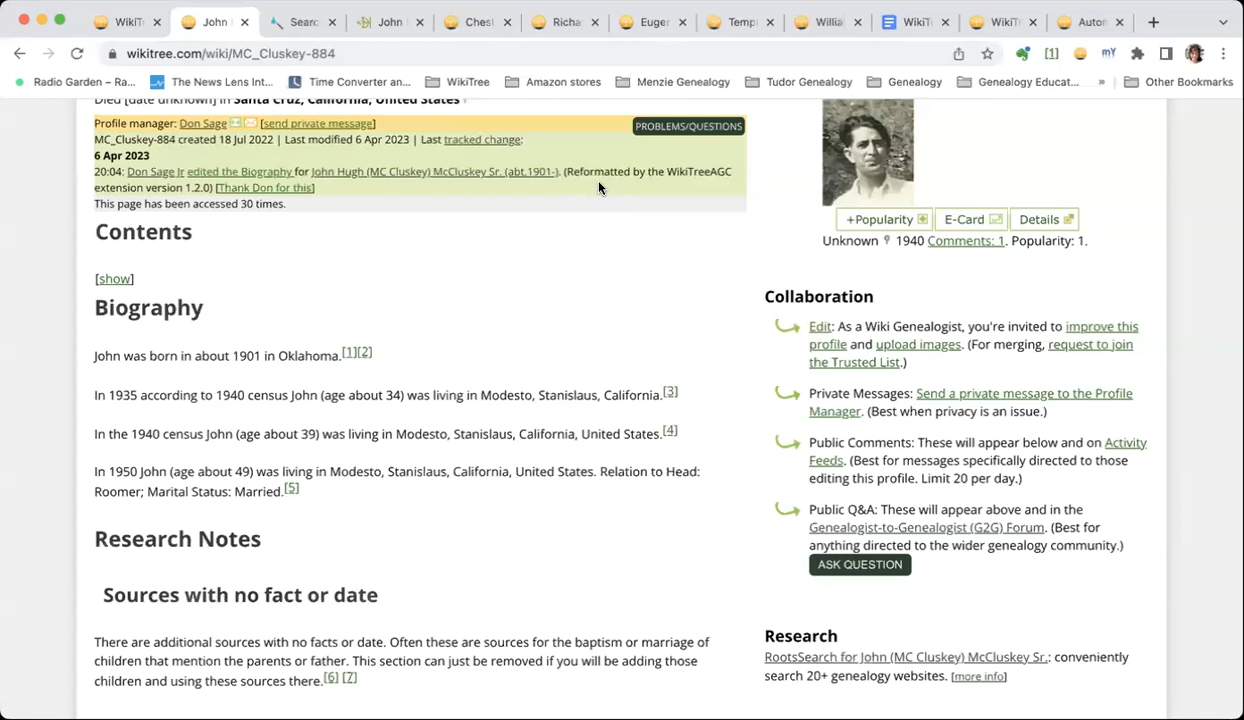 WikiTr
John
Searc
John
Chesl
Richa
Euger
Templ
Willia
WikiTr
WikiTr
Auton
wikitree.com/wiki/MC_Cluskey-884
Radio Garden – Ra...
The News Lens Int...
Time Converter an...
WikiTree
Amazon stores
Menzie Genealogy
Tudor Genealogy
Genealogy
Genealogy Educat...
»
Other Bookmarks
Died [date unknown] in Santa Cruz, California, United States
Profile manager: Don Sage [send private message]
PROBLEMS/QUESTIONS
MC_Cluskey-884 created 18 Jul 2022 | Last modified 6 Apr 2023 | Last tracked change:
6 Apr 2023
20:04: Don Sage Jr edited the Biography for John Hugh (MC Cluskey) McCluskey Sr. (abt.1901-). (Reformatted by the WikiTreeAGC
extension version 1.2.0) [Thank Don for this]
This page has been accessed 30 times.
Contents
[show]
Biography
John was born in about 1901 in Oklahoma.[1][2]
In 1935 according to 1940 census John (age about 34) was living in Modesto, Stanislaus, California.[3]
In the 1940 census John (age about 39) was living in Modesto, Stanislaus, California, United States.[4]
In 1950 John (age about 49) was living in Modesto, Stanislaus, California, United States. Relation to Head:
Roomer; Marital Status: Married.[5]
Research Notes
Sources with no fact or date
There are additional sources with no facts or date. Often these are sources for the baptism or marriage of
children that mention the parents or father. This section can just be removed if you will be adding those
children and using these sources there.[6] [7]
+Popularity
E-Card
Details
Unknown 1940 Comments: 1. Popularity: 1.
Collaboration
Edit: As a Wiki Genealogist, you're invited to improve this
profile and upload images. (For merging, request to join
the Trusted List.)
Private Messages: Send a private message to the Profile
Manager. (Best when privacy is an issue.)
Public Comments: These will appear below and on Activity
Feeds. (Best for messages specifically directed to those
editing this profile. Limit 20 per day.)
Public Q&A: These will appear above and in the
Genealogist-to-Genealogist (G2G) Forum. (Best for
anything directed to the wider genealogy community.)
ASK QUESTION
Research
RootsSearch for John (MC Cluskey) McCluskey Sr.: conveniently
search 20+ genealogy websites. [more info]